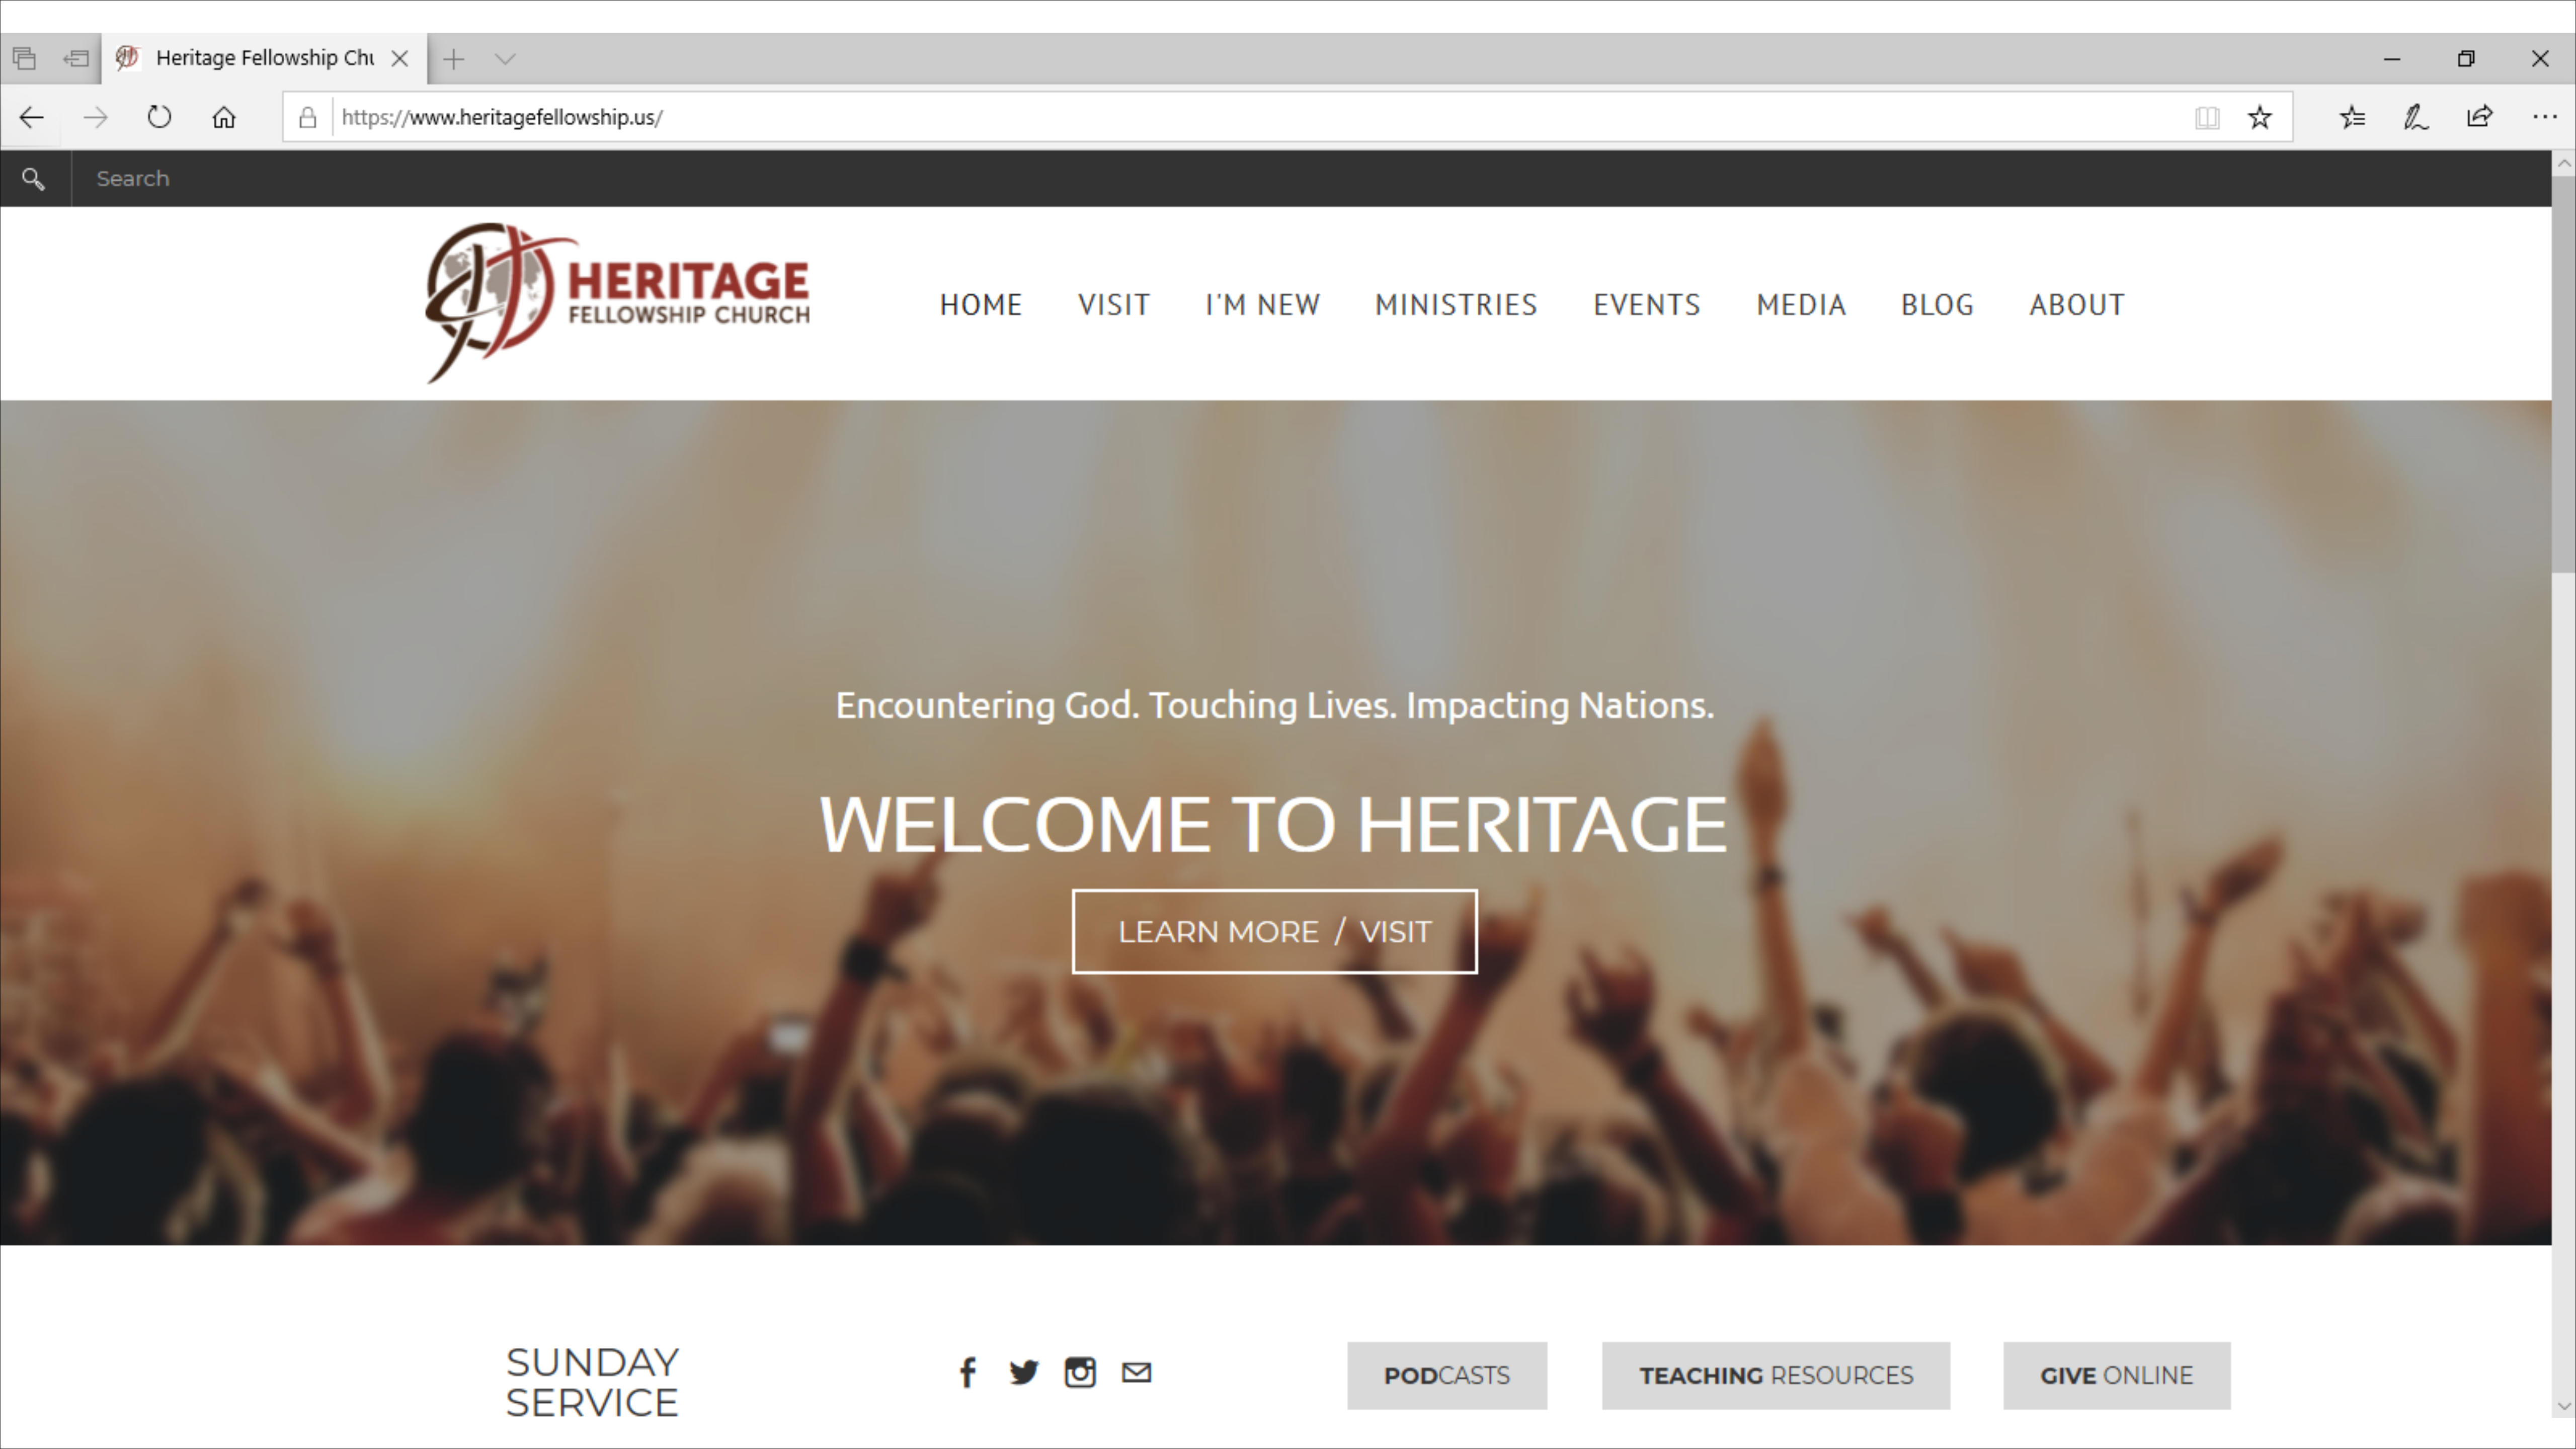 Heritage Fellowship Chu
https://www.heritagefellowship.us/
Search
HERITAGE
FELLOWSHIP CHURCH
HOME VISIT I'M NEW MINISTRIES EVENTS MEDIA BLOG ABOUT
Encountering God. Touching Lives. Impacting Nations.
WELCOME TO HERITAGE
LEARN MORE / VISIT
SUNDAY
SERVICE
PODCASTS TEACHING RESOURCES GIVE ONLINE